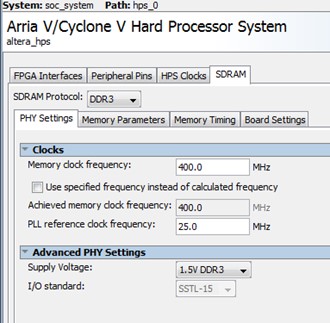 System: soc_system Path: hps_0
Arria V/Cyclone V Hard Processor System
altera_hps
FPGA Interfaces Peripheral Pins HPS Clocks SDRAM
SDRAM Protocol: DDR3
PHY Settings Memory Parameters Memory Timing Board Settings
Clocks
Memory clock frequency: 400.0 MHz
Use specified frequency instead of calculated frequency
Achieved memory clock frequency: 400.0 MHz
PLL reference clock frequency: 25.0 MHz
Advanced PHY Settings
Supply Voltage: 1.5V DDR3
I/O standard: SSTL-15